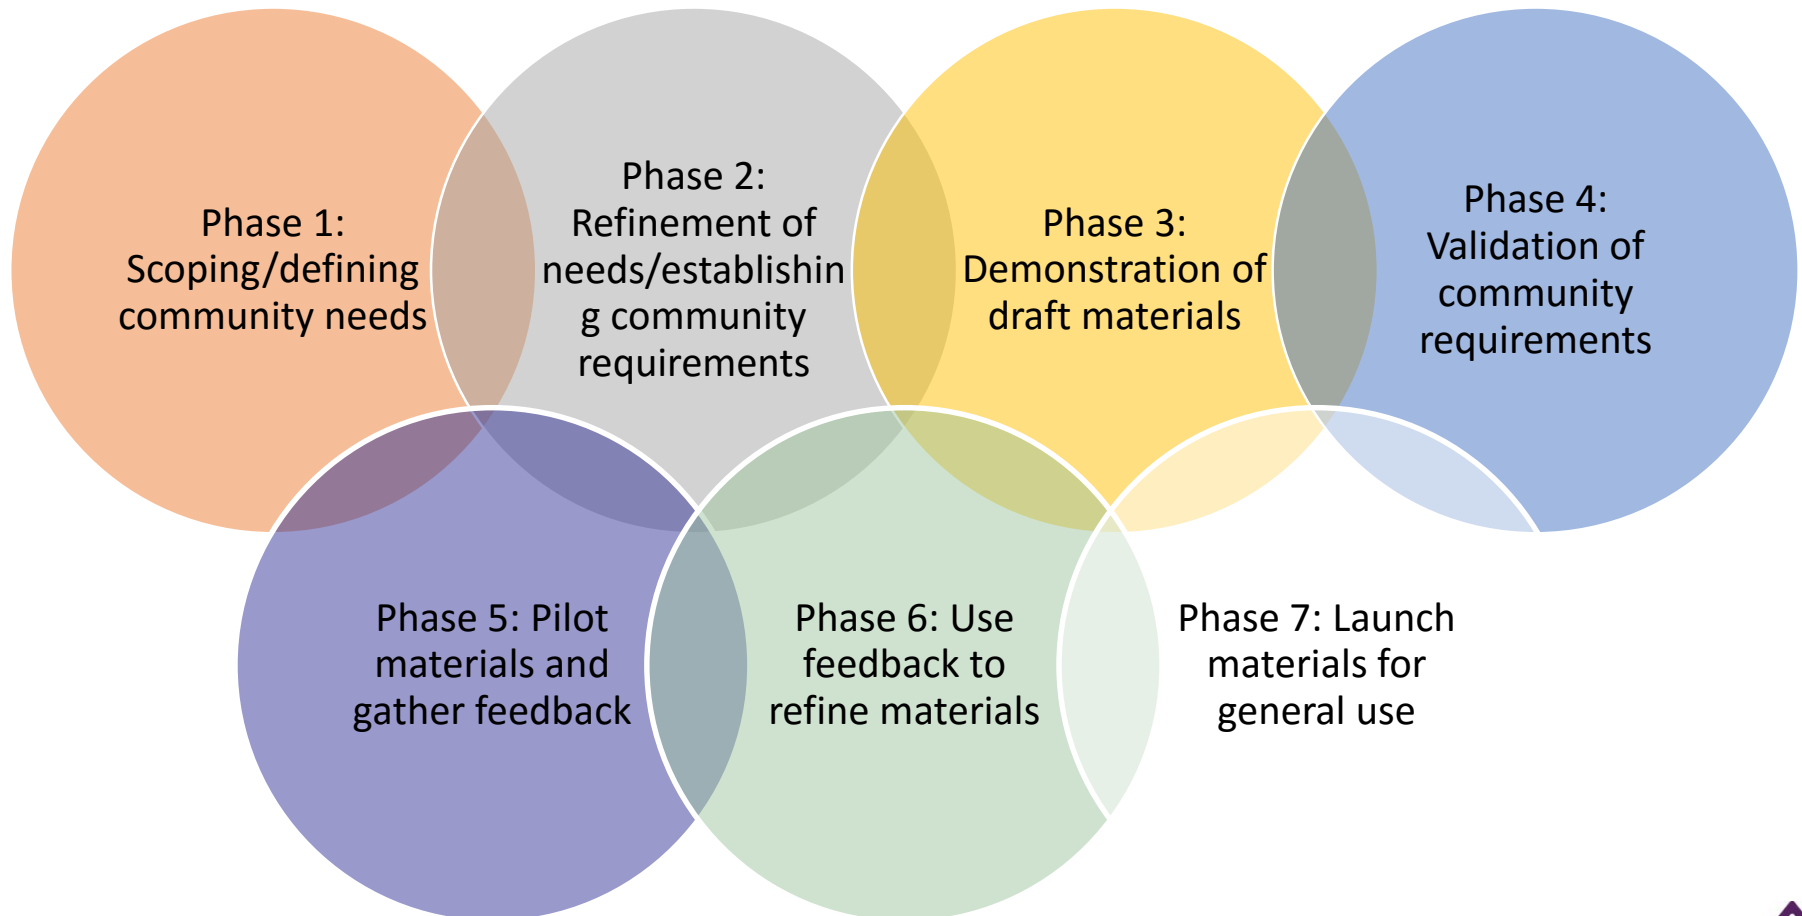 Phase 1:
Scoping/defining
community needs
Phase 2:
Refinement of
needs/establishin
g community
requirements
Phase 3:
Demonstration of
draft materials
Phase 4:
Validation of
community
requirements
Phase 5: Pilot
materials and
gather feedback
Phase 6: Use
feedback to
refine materials
Phase 7: Launch
materials for
general use